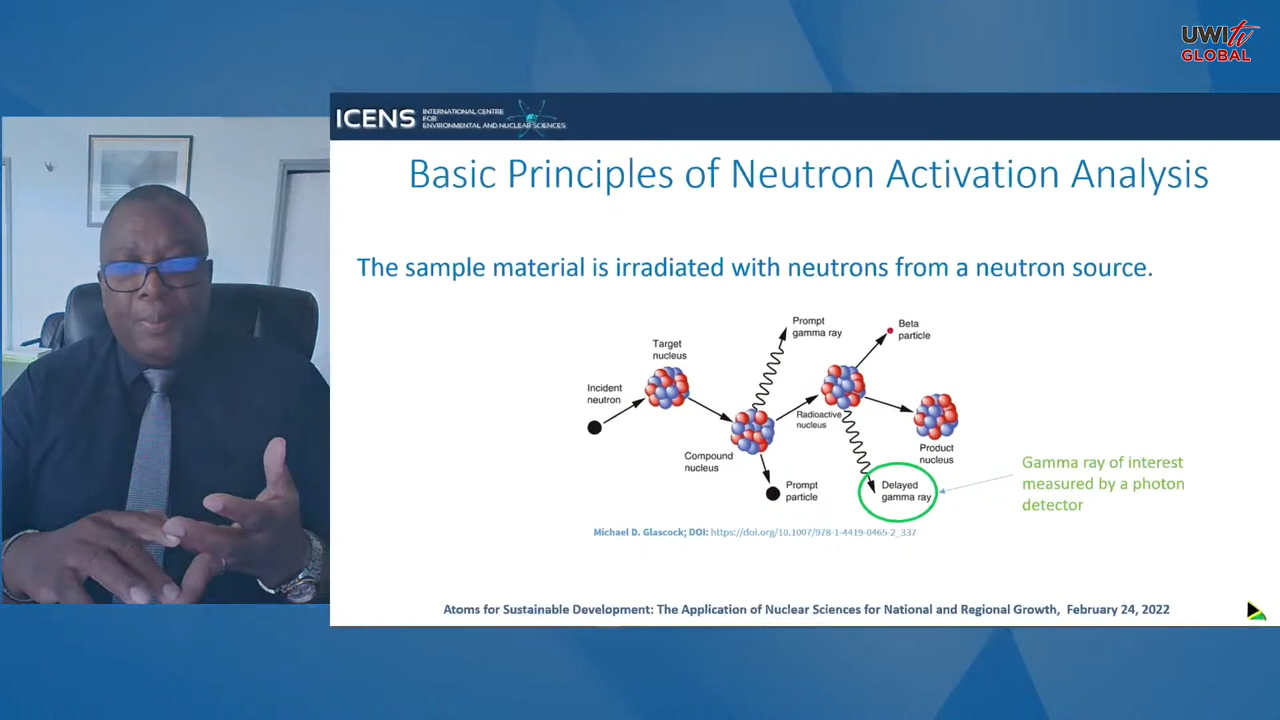 UWItv
GLOBAL
ICENS
INTERNATIONAL CENTRE
FOR
ENVIRONMENTAL AND NUCLEAR SCIENCES
Basic Principles of Neutron Activation Analysis
The sample material is irradiated with neutrons from a neutron source.
Prompt
gamma ray
Beta
particle
Target
nucleus
Incident
neutron
Radioactive
nucleus
Compound
nucleus
Product
nucleus
Prompt
particle
Delayed
gamma ray
Gamma ray of interest
measured by a photon
detector
Michael D. Glascock; DOI: https://doi.org/10.1007/978-1-4419-0465-2_337
Atoms for Sustainable Development: The Application of Nuclear Sciences for National and Regional Growth, February 24, 2022